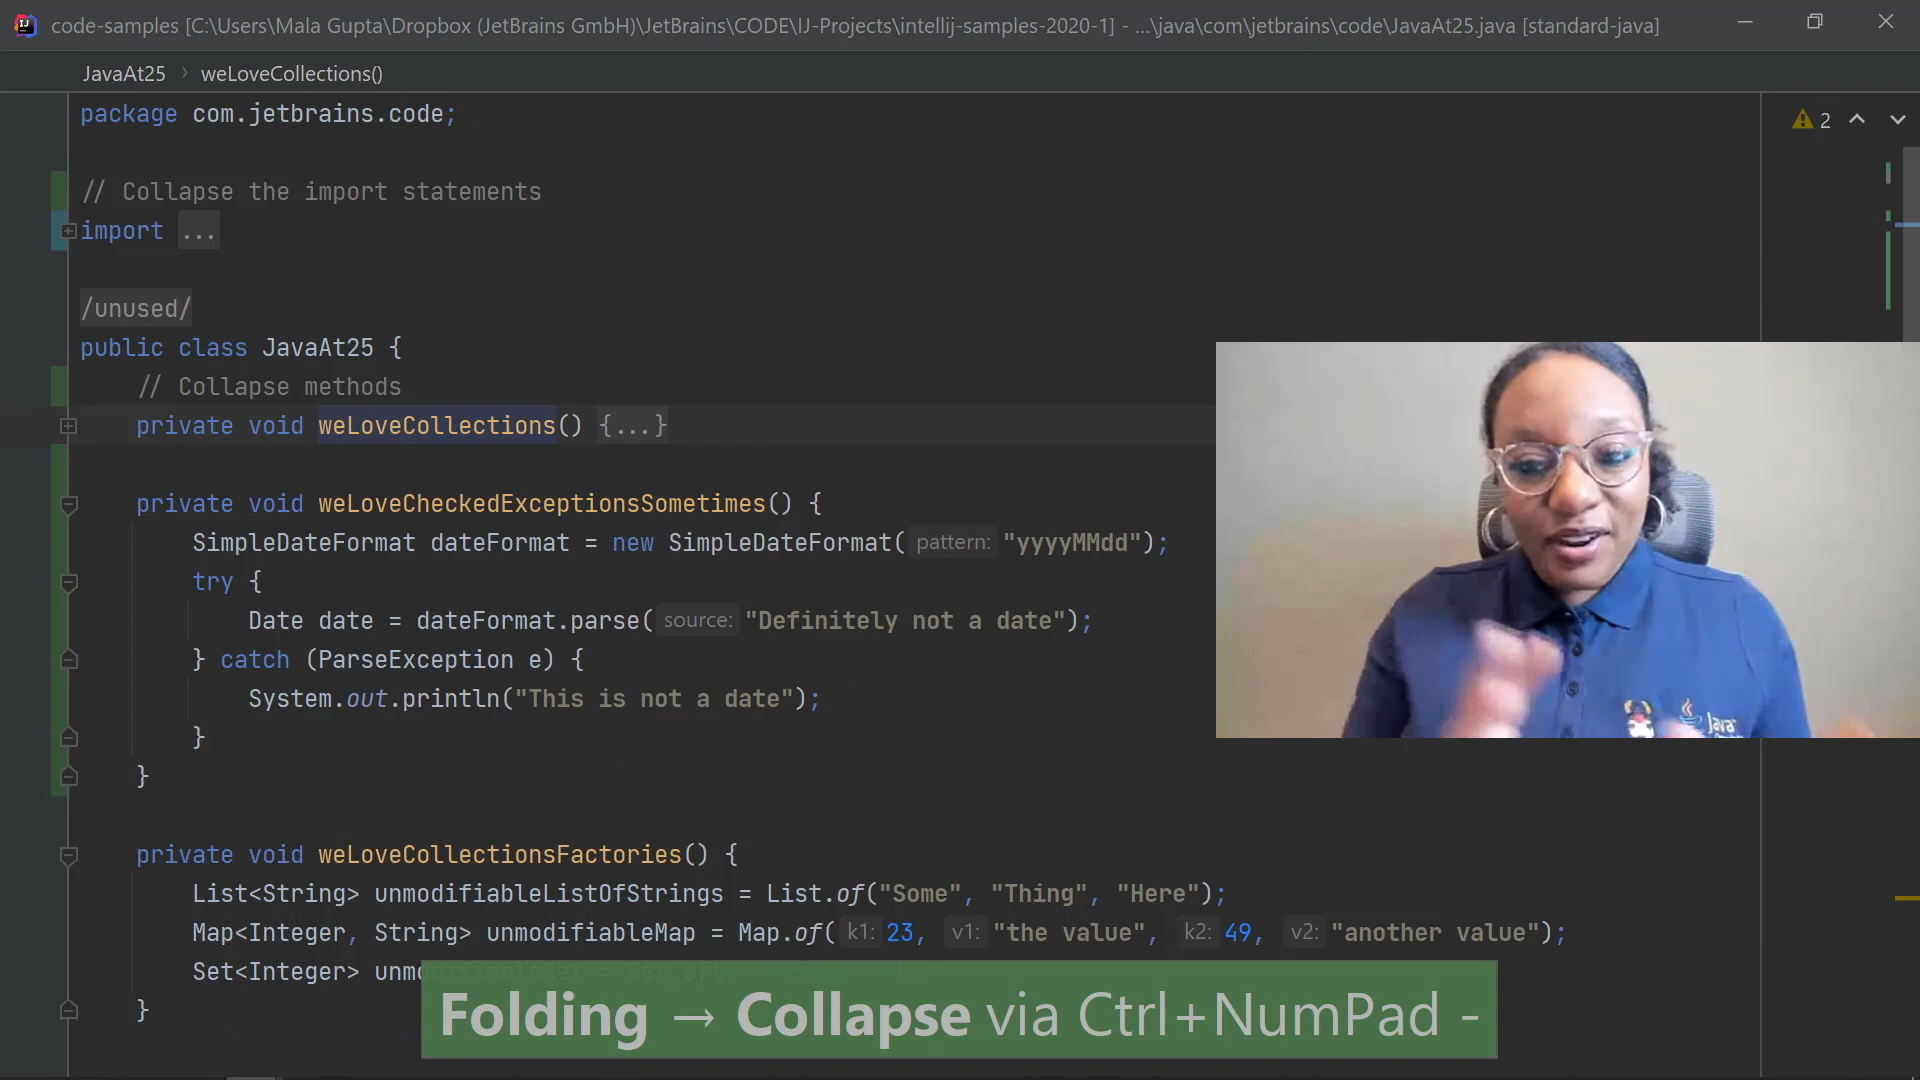 code-samples [C:\Users\Mala Gupta\Dropbox (JetBrains GmbH)\JetBrains\CODE\IJ-Projects\intellij-samples-2020-1] - ...\java\com\jetbrains\code\JavaAt25.java [standard-java]
JavaAt25 › weLoveCollections()
package com.jetbrains.code;
2
// Collapse the import statements
import ...
/unused/
public class JavaAt25 {
// Collapse methods
private void weLoveCollections() {...}
private void weLoveCheckedExceptionsSometimes() {
SimpleDateFormat dateFormat = new SimpleDateFormat( pattern: "yyyyMMdd");
try {
Date date = dateFormat.parse( source: "Definitely not a date");
} catch (ParseException e) {
System.out.println("This is not a date");
}
}
Java
private void weLoveCollectionsFactories() {
List<String> unmodifiableListOfStrings = List.of("Some", "Thing", "Here");
Map<Integer, String> unmodifiableMap = Map.of( k1: 23, v1: "the value", k2: 49, v2: "another value");
Set<Integer> unmodifiableSet = Set.of(
}
Folding → Collapse via Ctrl+NumPad -